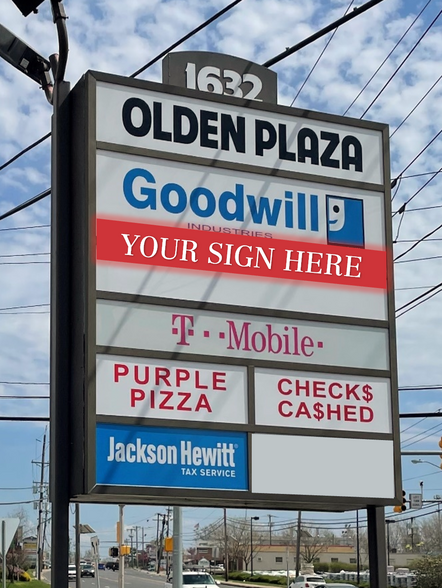 1632
OLDEN PLAZA
Goodwill
INDUSTRIES
YOUR SIGN HERE
T··Mobile·
PURPLE
PIZZA
CHECK$
CA$HED
Jackson Hewitt
TAX SERVICE